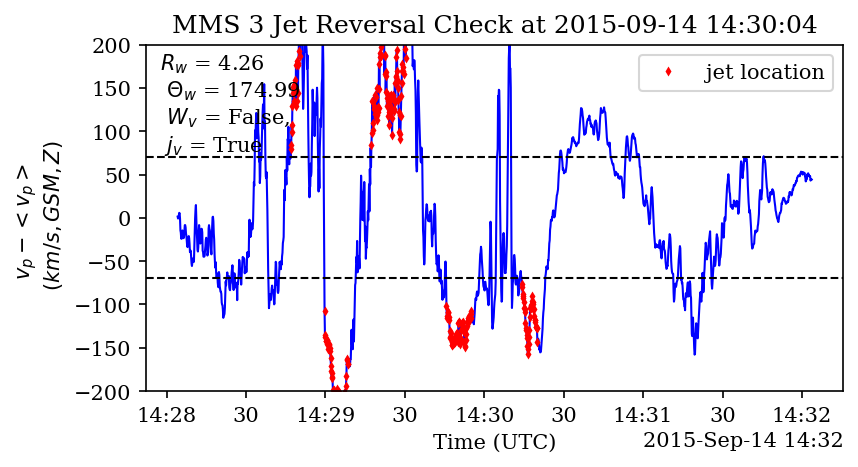 MMS 3 Jet Reversal Check at 2015-09-14 14:30:04
R_w = 4.26
Θ_w = 174.99
W_v = False,
j_v = True
jet location
v_p − < v_p >
(km/s, GSM, Z)
200
150
100
50
0
−50
−100
−150
−200
14:28 30 14:29 30 14:30 30 14:31 30 14:32
Time (UTC)
2015-Sep-14 14:32